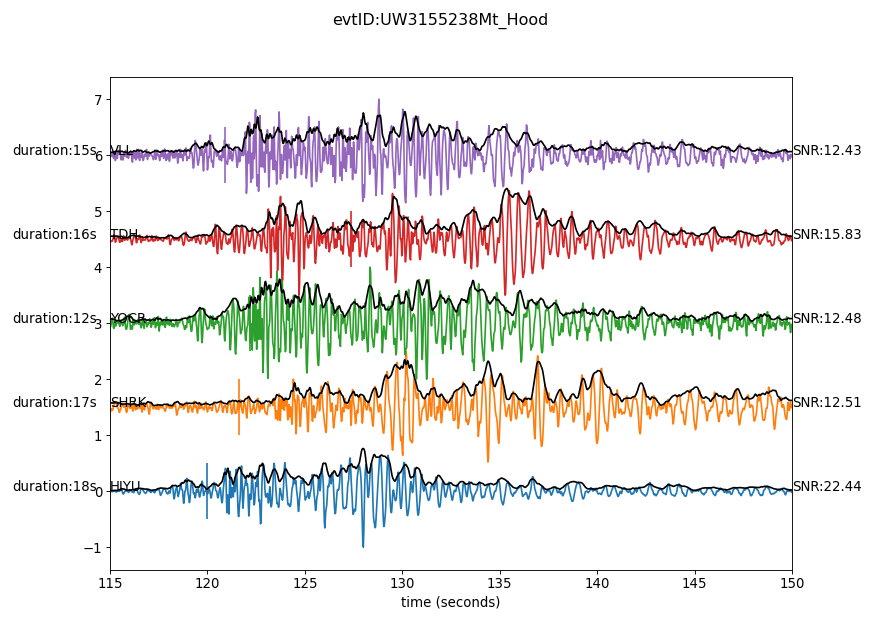 evtID:UW3155238Mt_Hood
7
duration:15s VLL SNR:12.43
6
5
duration:16s TDH SNR:15.83
4
duration:12s YOCR SNR:12.48
3
2
duration:17s SHRK SNR:12.51
1
duration:18s HIYU SNR:22.44
0
−1
115 120 125 130 135 140 145 150
time (seconds)